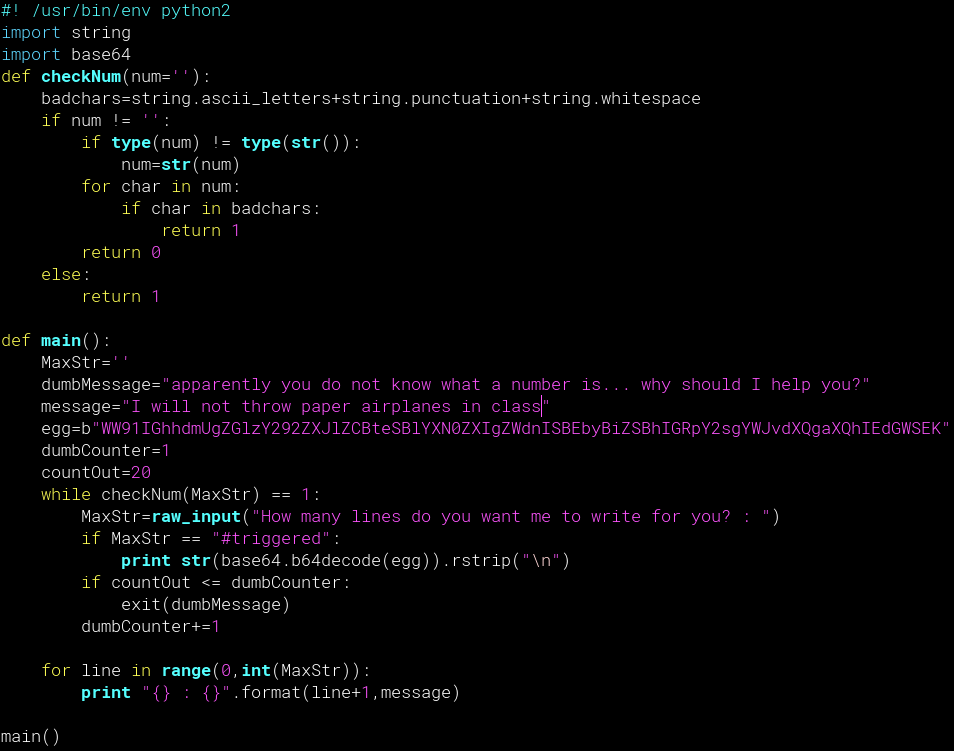 #! /usr/bin/env python2
import string
import base64
def checkNum(num=''):
    badchars=string.ascii_letters+string.punctuation+string.whitespace
    if num != '':
        if type(num) != type(str()):
            num=str(num)
        for char in num:
            if char in badchars:
                return 1
        return 0
    else:
        return 1

def main():
    MaxStr=''
    dumbMessage="apparently you do not know what a number is... why should I help you?"
    message="I will not throw paper airplanes in class"
    egg=b"WW91IGhhdmUgZGlzY292ZXJlZCBteSBlYXN0ZXIgZWdnISBEbyBiZSBhIGRpY2sgYWJvdXQgaXQhIEdGWSEK"
    dumbCounter=1
    countOut=20
    while checkNum(MaxStr) == 1:
        MaxStr=raw_input("How many lines do you want me to write for you? : ")
        if MaxStr == "#triggered":
            print str(base64.b64decode(egg)).rstrip("\n")
        if countOut <= dumbCounter:
            exit(dumbMessage)
        dumbCounter+=1

    for line in range(0,int(MaxStr)):
        print "{} : {}".format(line+1,message)

main()